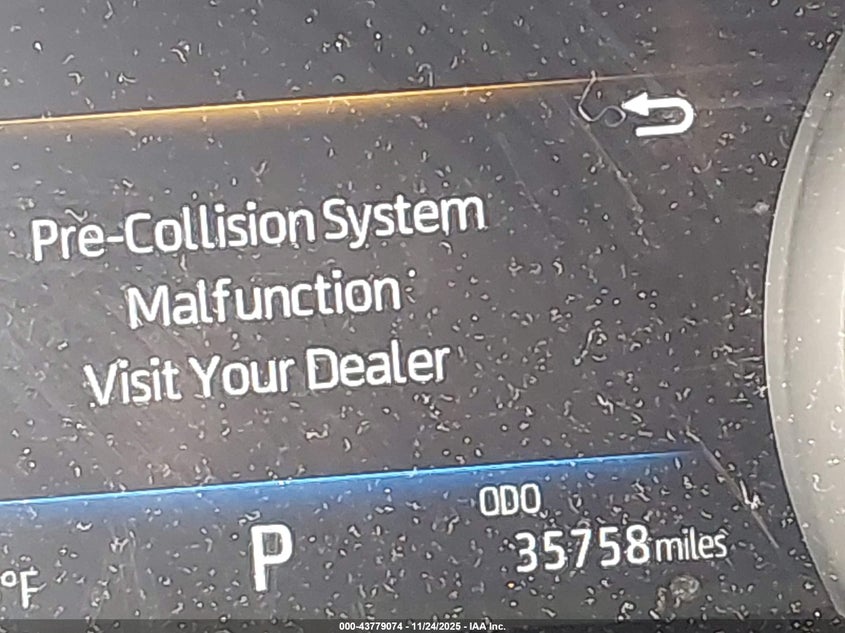 Pre-Collision System
Malfunction
Visit Your Dealer
ODO
35758 miles
P
°F
000-43779074 - 11/24/2025 - IAA Inc.